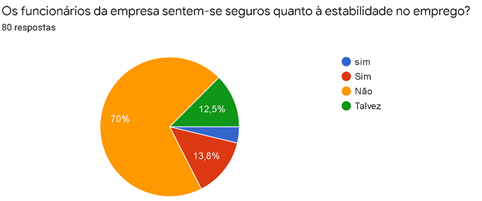 Os funcionários da empresa sentem-se seguros quanto à estabilidade no emprego?
80 respostas
sim
Sim
Não
Talvez
70%
12,5%
13,8%